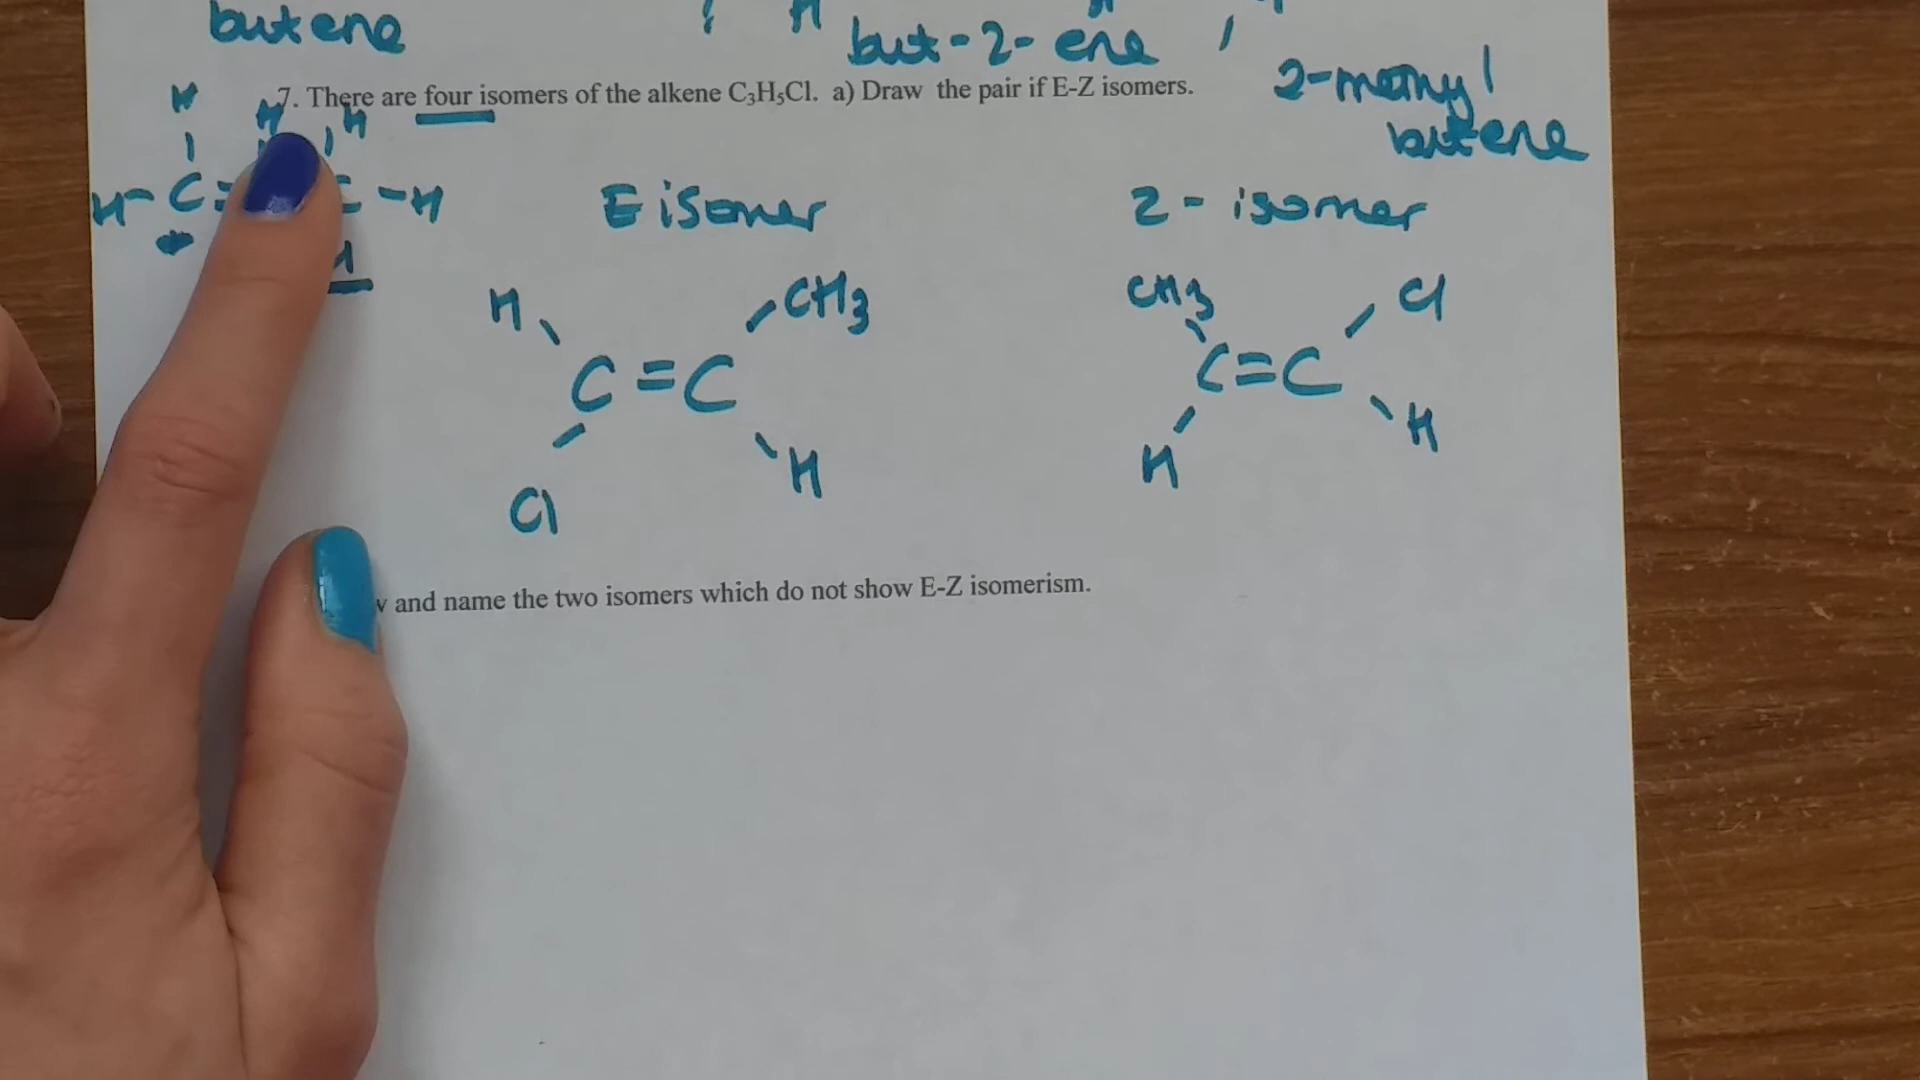 butene
but-2-ene
2-methyl
butene
7. There are four isomers of the alkene C₃H₅Cl. a) Draw the pair if E-Z isomers.
H
H H
H-C= C-H
H
E isomer
Z-isomer
H CH₃
C=C
Cl H
CH₃ Cl
C=C
H H
and name the two isomers which do not show E-Z isomerism.